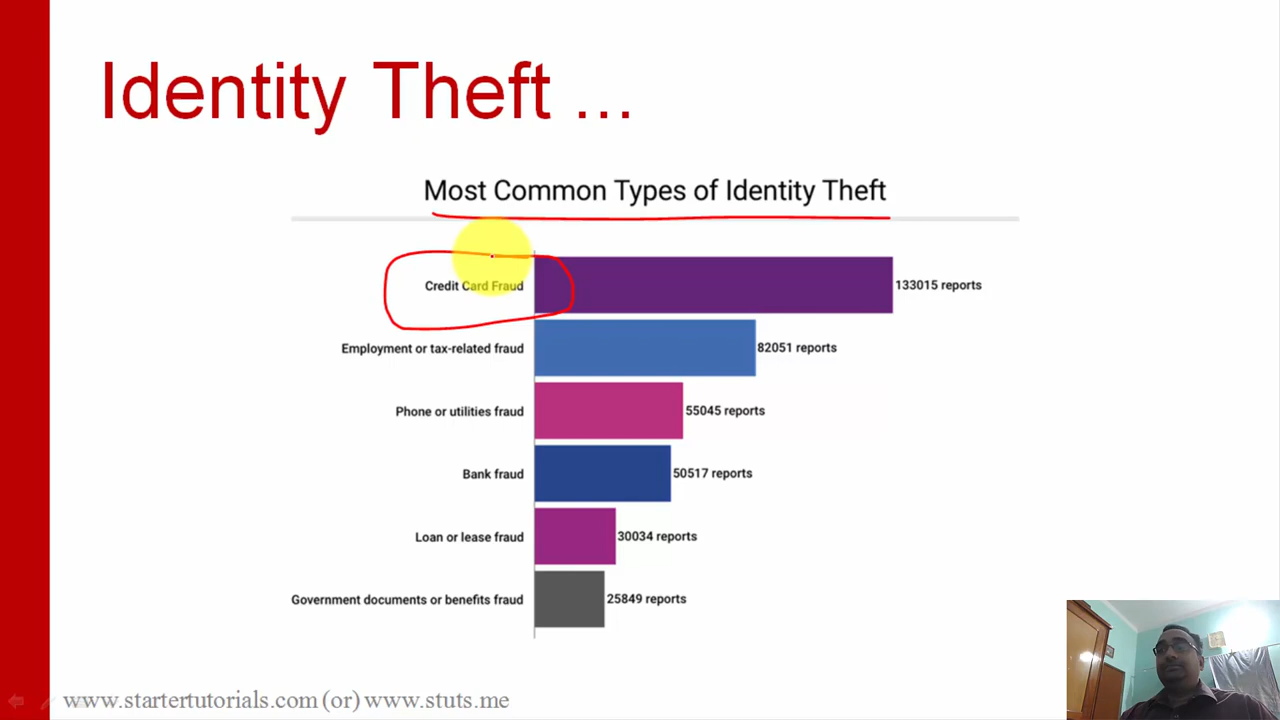 Identity Theft ...
Most Common Types of Identity Theft
Credit Card Fraud 133015 reports
Employment or tax-related fraud 82051 reports
Phone or utilities fraud 55045 reports
Bank fraud 50517 reports
Loan or lease fraud 30034 reports
Government documents or benefits fraud 25849 reports
www.startertutorials.com (or) www.stuts.me